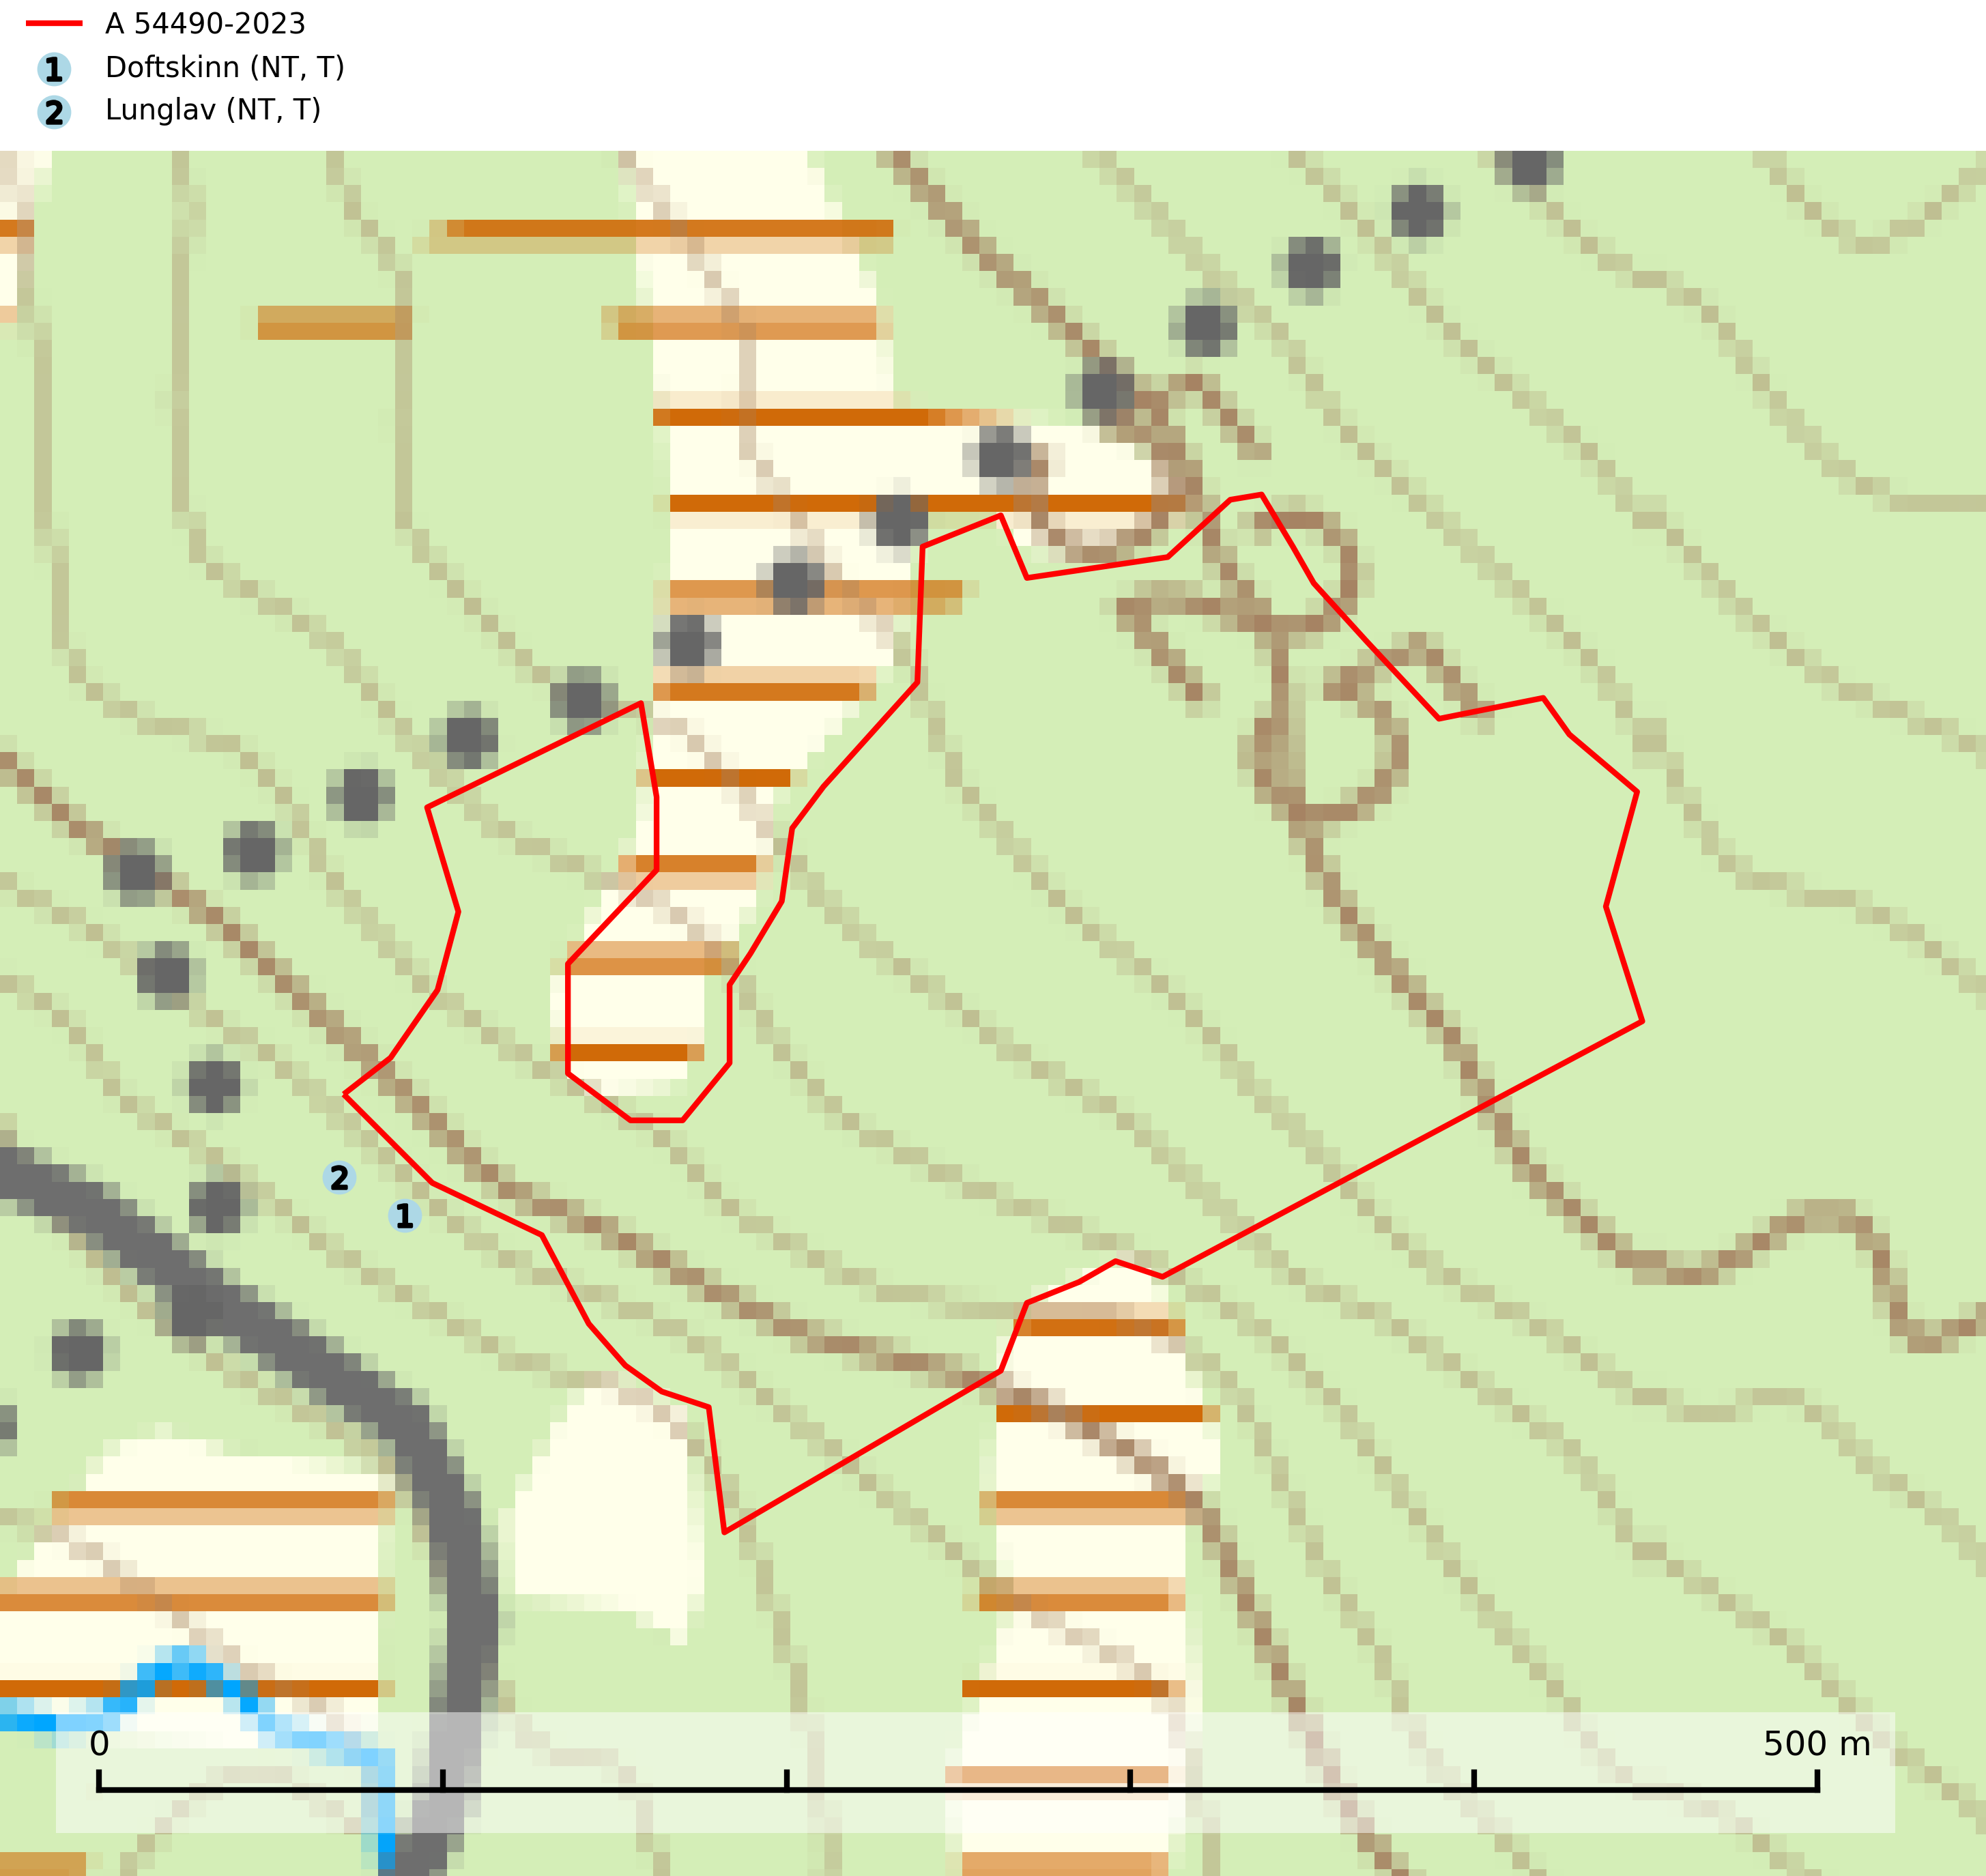 A 54490-2023
1 Doftskinn (NT, T)
2 Lunglav (NT, T)
2
1
0 500 m